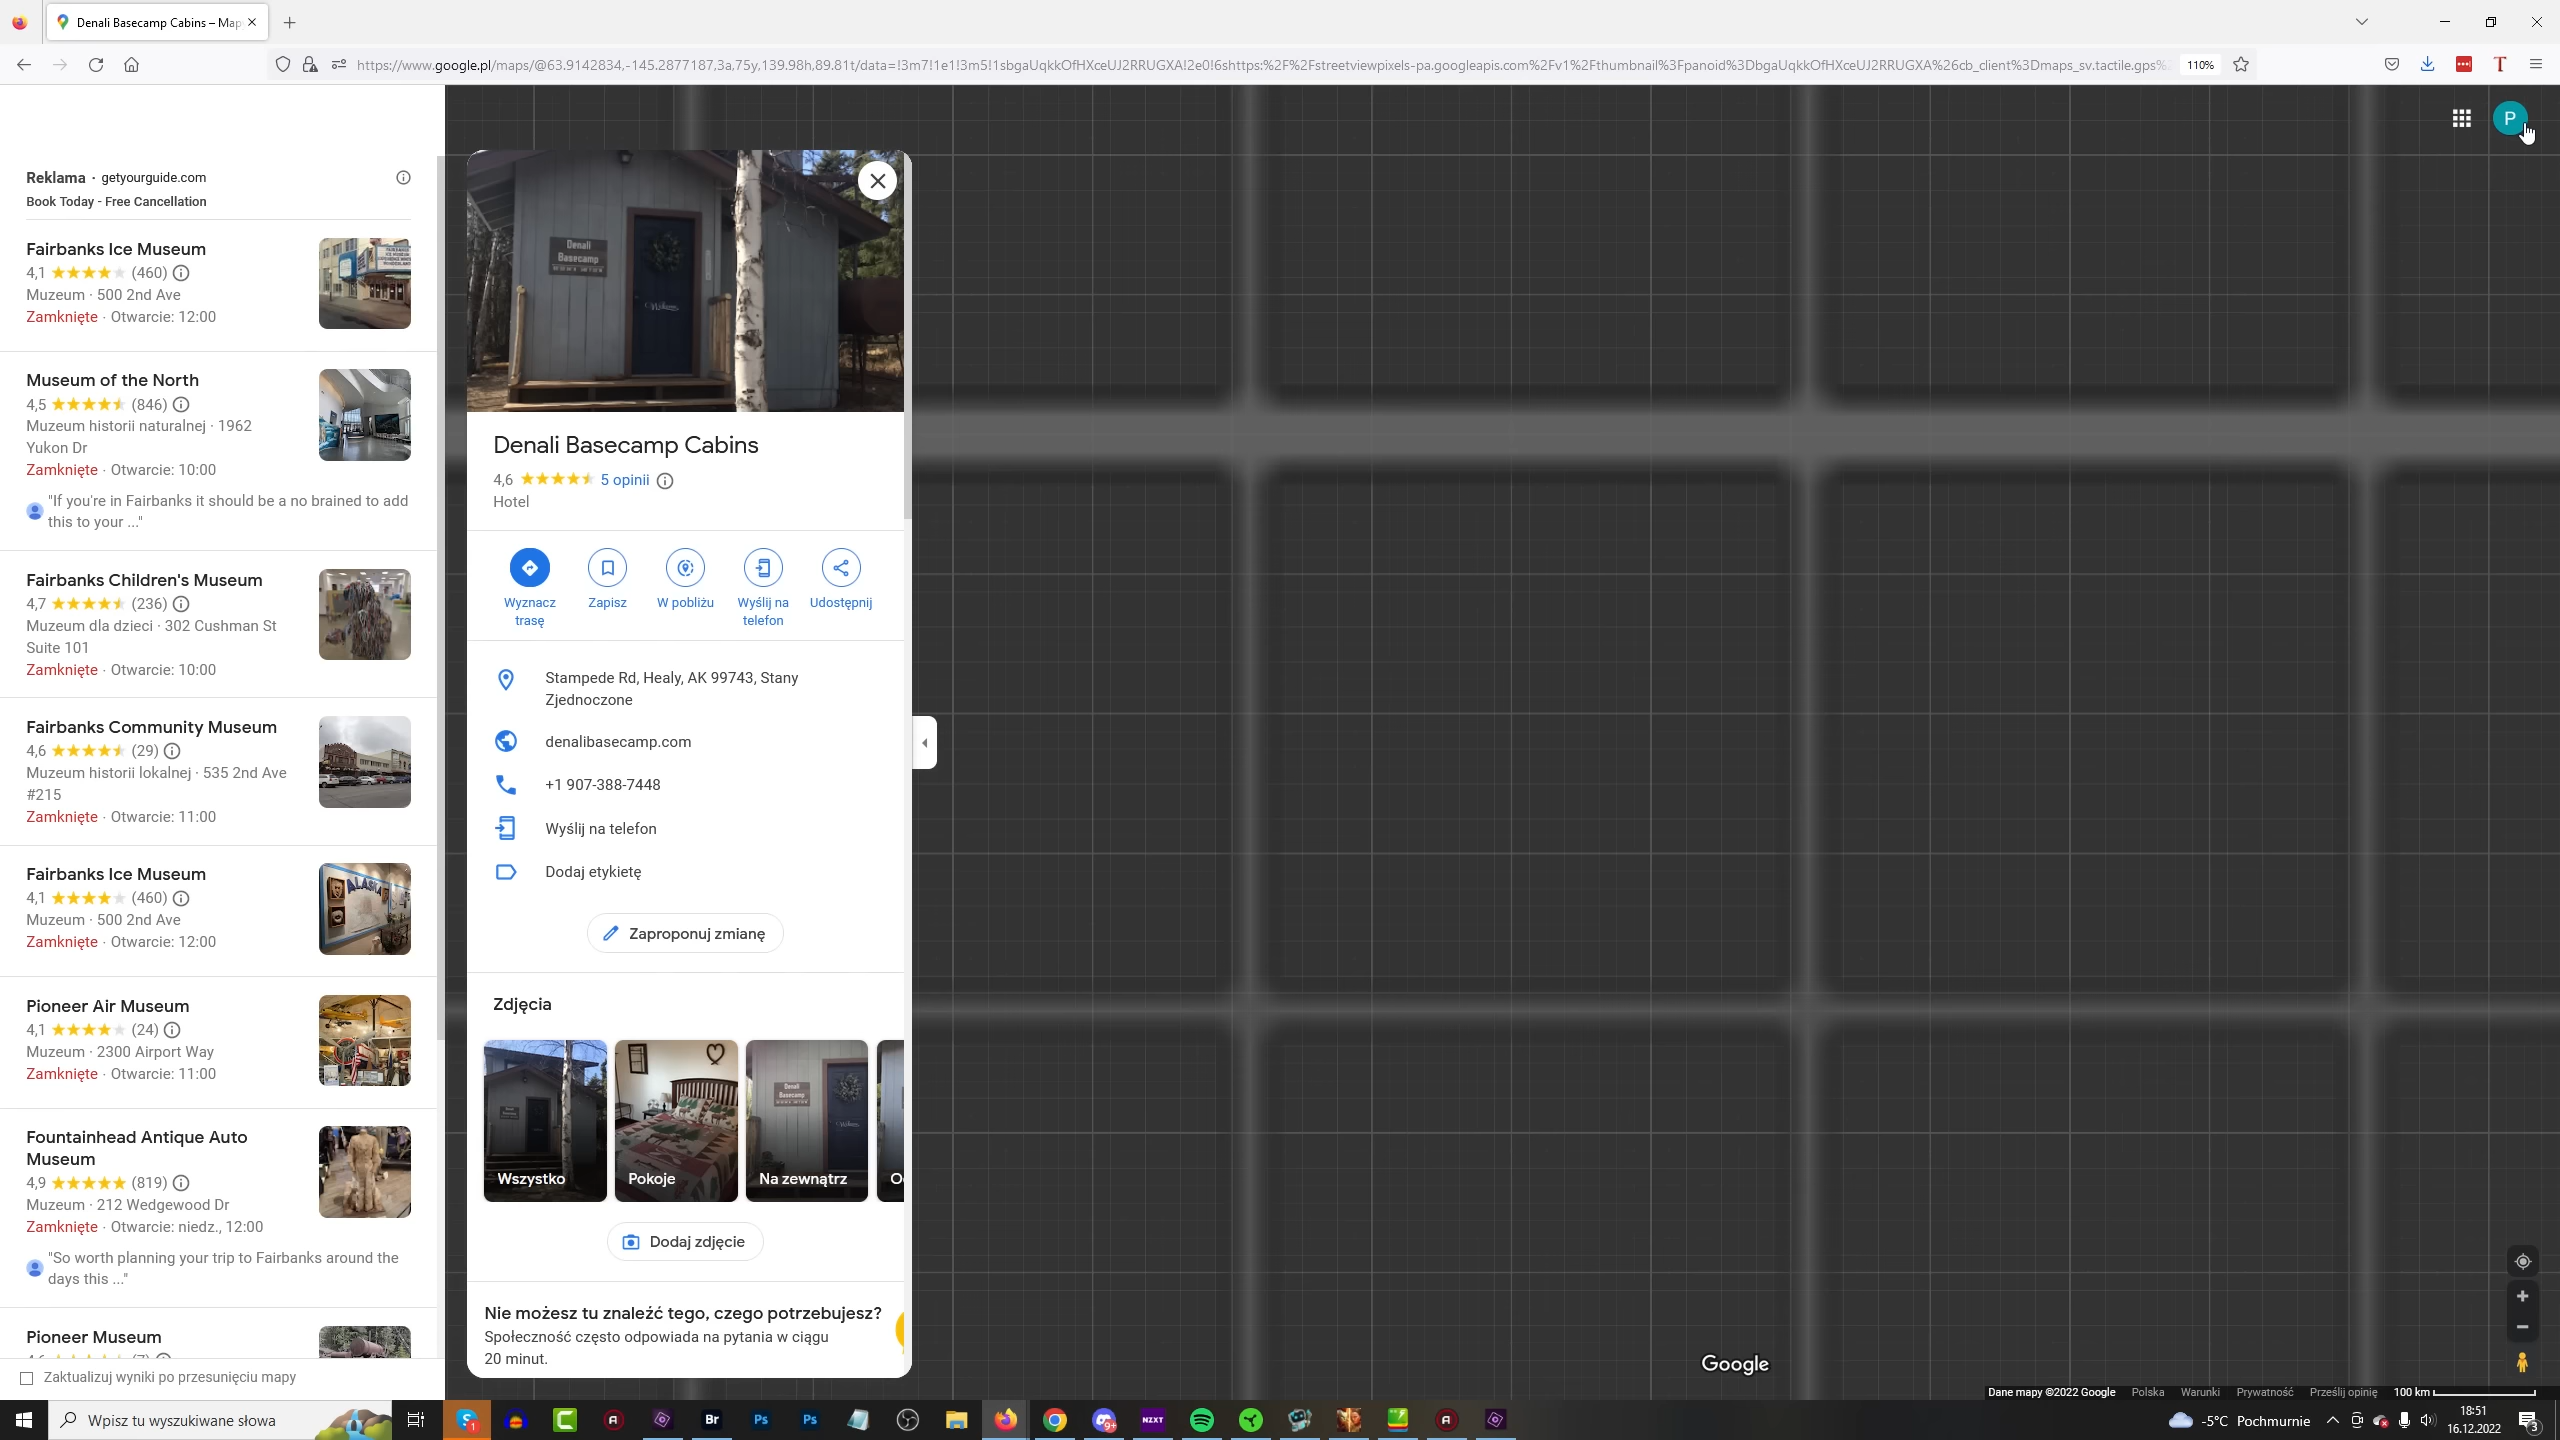 Denali Basecamp Cabins – Map
https://www.google.pl/maps/@63.9142834,-145.2877187,3a,75y,139.98h,89.81t/data=!3m7!1e1!3m5!1sbgaUqkkOfHXceUJ2RRUGXA!2e0!6shttps:%2F%2Fstreetviewpixels-pa.googleapis.com%2Fv1%2Fthumbnail%3Fpanoid%3DbgaUqkkOfHXceUJ2RRUGXA%26cb_client%3Dmaps_sv.tactile.gps%
110%
P
Reklama · getyourguide.com
Book Today - Free Cancellation
Fairbanks Ice Museum
4,1 (460)
Muzeum · 500 2nd Ave
Zamknięte · Otwarcie: 12:00
Museum of the North
4,5 (846)
Muzeum historii naturalnej · 1962
Yukon Dr
Zamknięte · Otwarcie: 10:00
"If you're in Fairbanks it should be a no brained to add
this to your ..."
Fairbanks Children's Museum
4,7 (236)
Muzeum dla dzieci · 302 Cushman St
Suite 101
Zamknięte · Otwarcie: 10:00
Fairbanks Community Museum
4,6 (29)
Muzeum historii lokalnej · 535 2nd Ave
#215
Zamknięte · Otwarcie: 11:00
Fairbanks Ice Museum
4,1 (460)
Muzeum · 500 2nd Ave
Zamknięte · Otwarcie: 12:00
ALASKA
Pioneer Air Museum
4,1 (24)
Muzeum · 2300 Airport Way
Zamknięte · Otwarcie: 11:00
Fountainhead Antique Auto
Museum
4,9 (819)
Muzeum · 212 Wedgewood Dr
Zamknięte · Otwarcie: niedz., 12:00
"So worth planning your trip to Fairbanks around the
days this ..."
Pioneer Museum
Zaktualizuj wyniki po przesunięciu mapy
Denali
Basecamp
Welcome
Denali Basecamp Cabins
4,6 5 opinii
Hotel
Wyznacz
trasę
Zapisz
W pobliżu
Wyślij na
telefon
Udostępnij
Stampede Rd, Healy, AK 99743, Stany
Zjednoczone
denalibasecamp.com
+1 907-388-7448
Wyślij na telefon
Dodaj etykietę
Zaproponuj zmianę
Zdjęcia
Denali
Basecamp
Wszystko
Pokoje
Na zewnątrz
Dodaj zdjęcie
Nie możesz tu znaleźć tego, czego potrzebujesz?
Społeczność często odpowiada na pytania w ciągu
20 minut.
Google
Dane mapy ©2022 Google Polska Warunki Prywatność Prześlij opinię 100 km
Wpisz tu wyszukiwane słowa
1
Br
Ps
Ps
9+
NZXT
-5°C Pochmurnie
18:51
16.12.2022
3